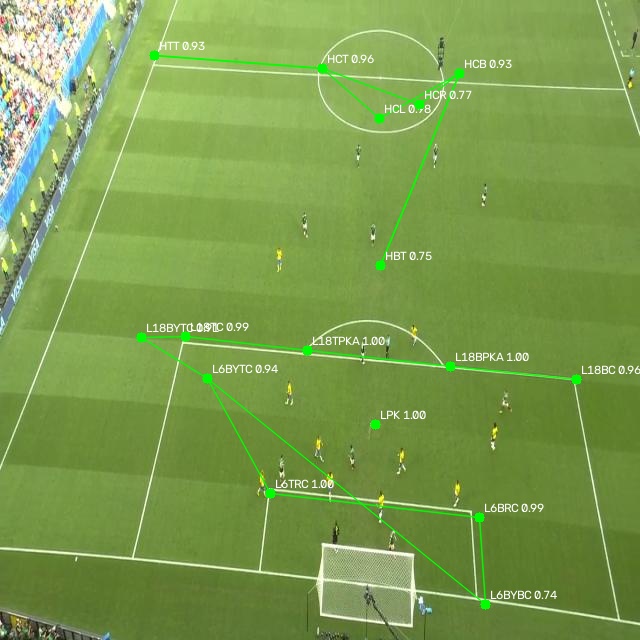 HTT 0.93
HCT 0.96
HCB 0.93
HCR 0.77
HCL 0.78
HBT 0.75
L18BYTC
L18TC 0.99
L18TPKA 1.00
L18BPKA 1.00
L18BC 0.96
L6BYTC 0.94
LPK 1.00
L6TRC 1.00
L6BRC 0.99
L6BYBC 0.74